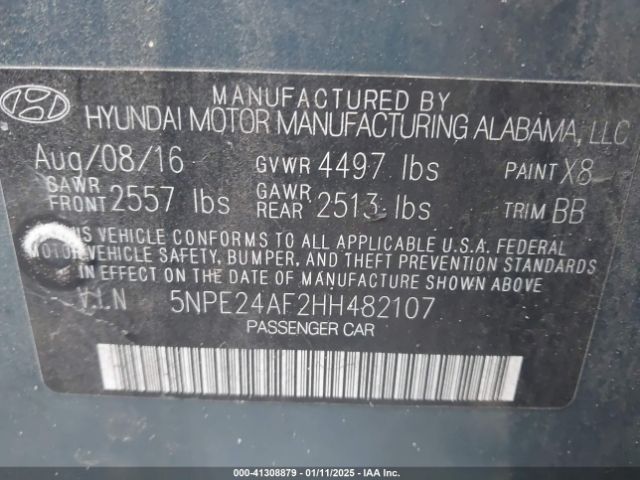 MANUFACTURED BY
HYUNDAI MOTOR MANUFACTURING ALABAMA, LLC
Aug/08/16 GVWR 4497 lbs PAINT X8
GAWR FRONT 2557 lbs GAWR REAR 2513 lbs TRIM BB
THIS VEHICLE CONFORMS TO ALL APPLICABLE U.S.A. FEDERAL
MOTOR VEHICLE SAFETY, BUMPER, AND THEFT PREVENTION STANDARDS
IN EFFECT ON THE DATE OF MANUFACTURE SHOWN ABOVE.
V.I.N 5NPE24AF2HH482107
PASSENGER CAR
000-41308879 - 01/11/2025 - IAA Inc.